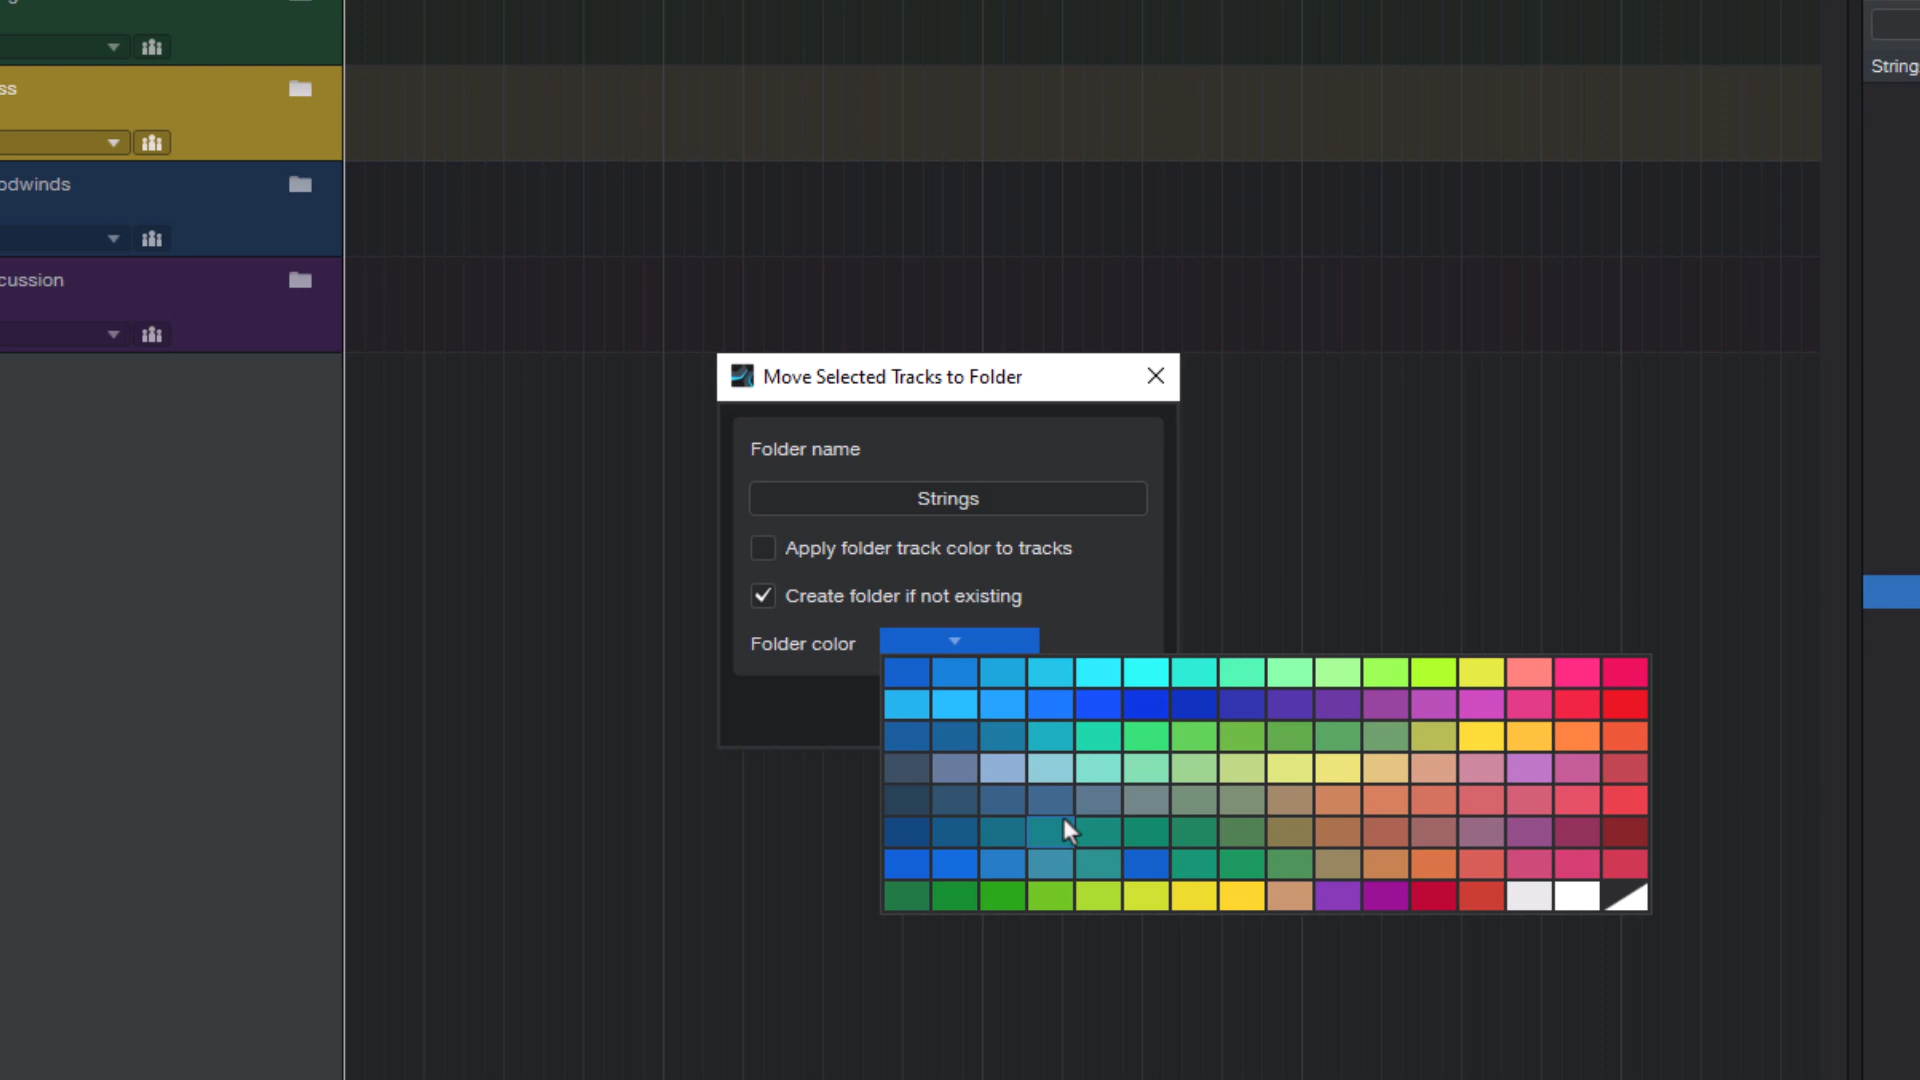 ss
odwinds
cussion
String
Move Selected Tracks to Folder
Folder name
Strings
Apply folder track color to tracks
Create folder if not existing
Folder color